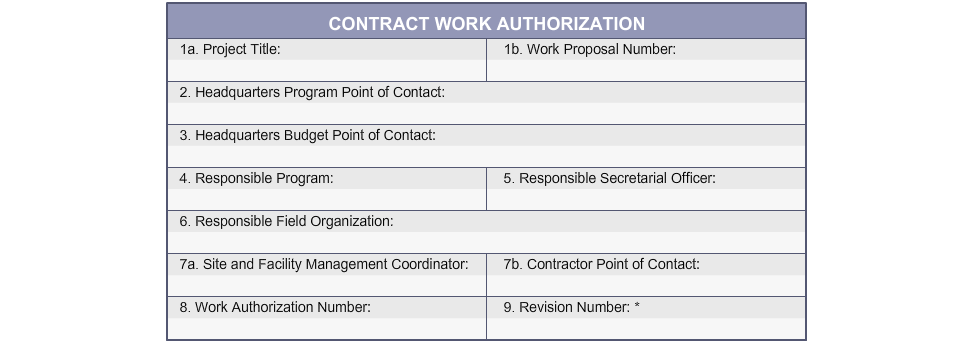 CONTRACT WORK AUTHORIZATION
1a. Project Title:
1b. Work Proposal Number:
2. Headquarters Program Point of Contact:
3. Headquarters Budget Point of Contact:
4. Responsible Program:
5. Responsible Secretarial Officer:
6. Responsible Field Organization:
7a. Site and Facility Management Coordinator:
7b. Contractor Point of Contact:
8. Work Authorization Number:
9. Revision Number: *